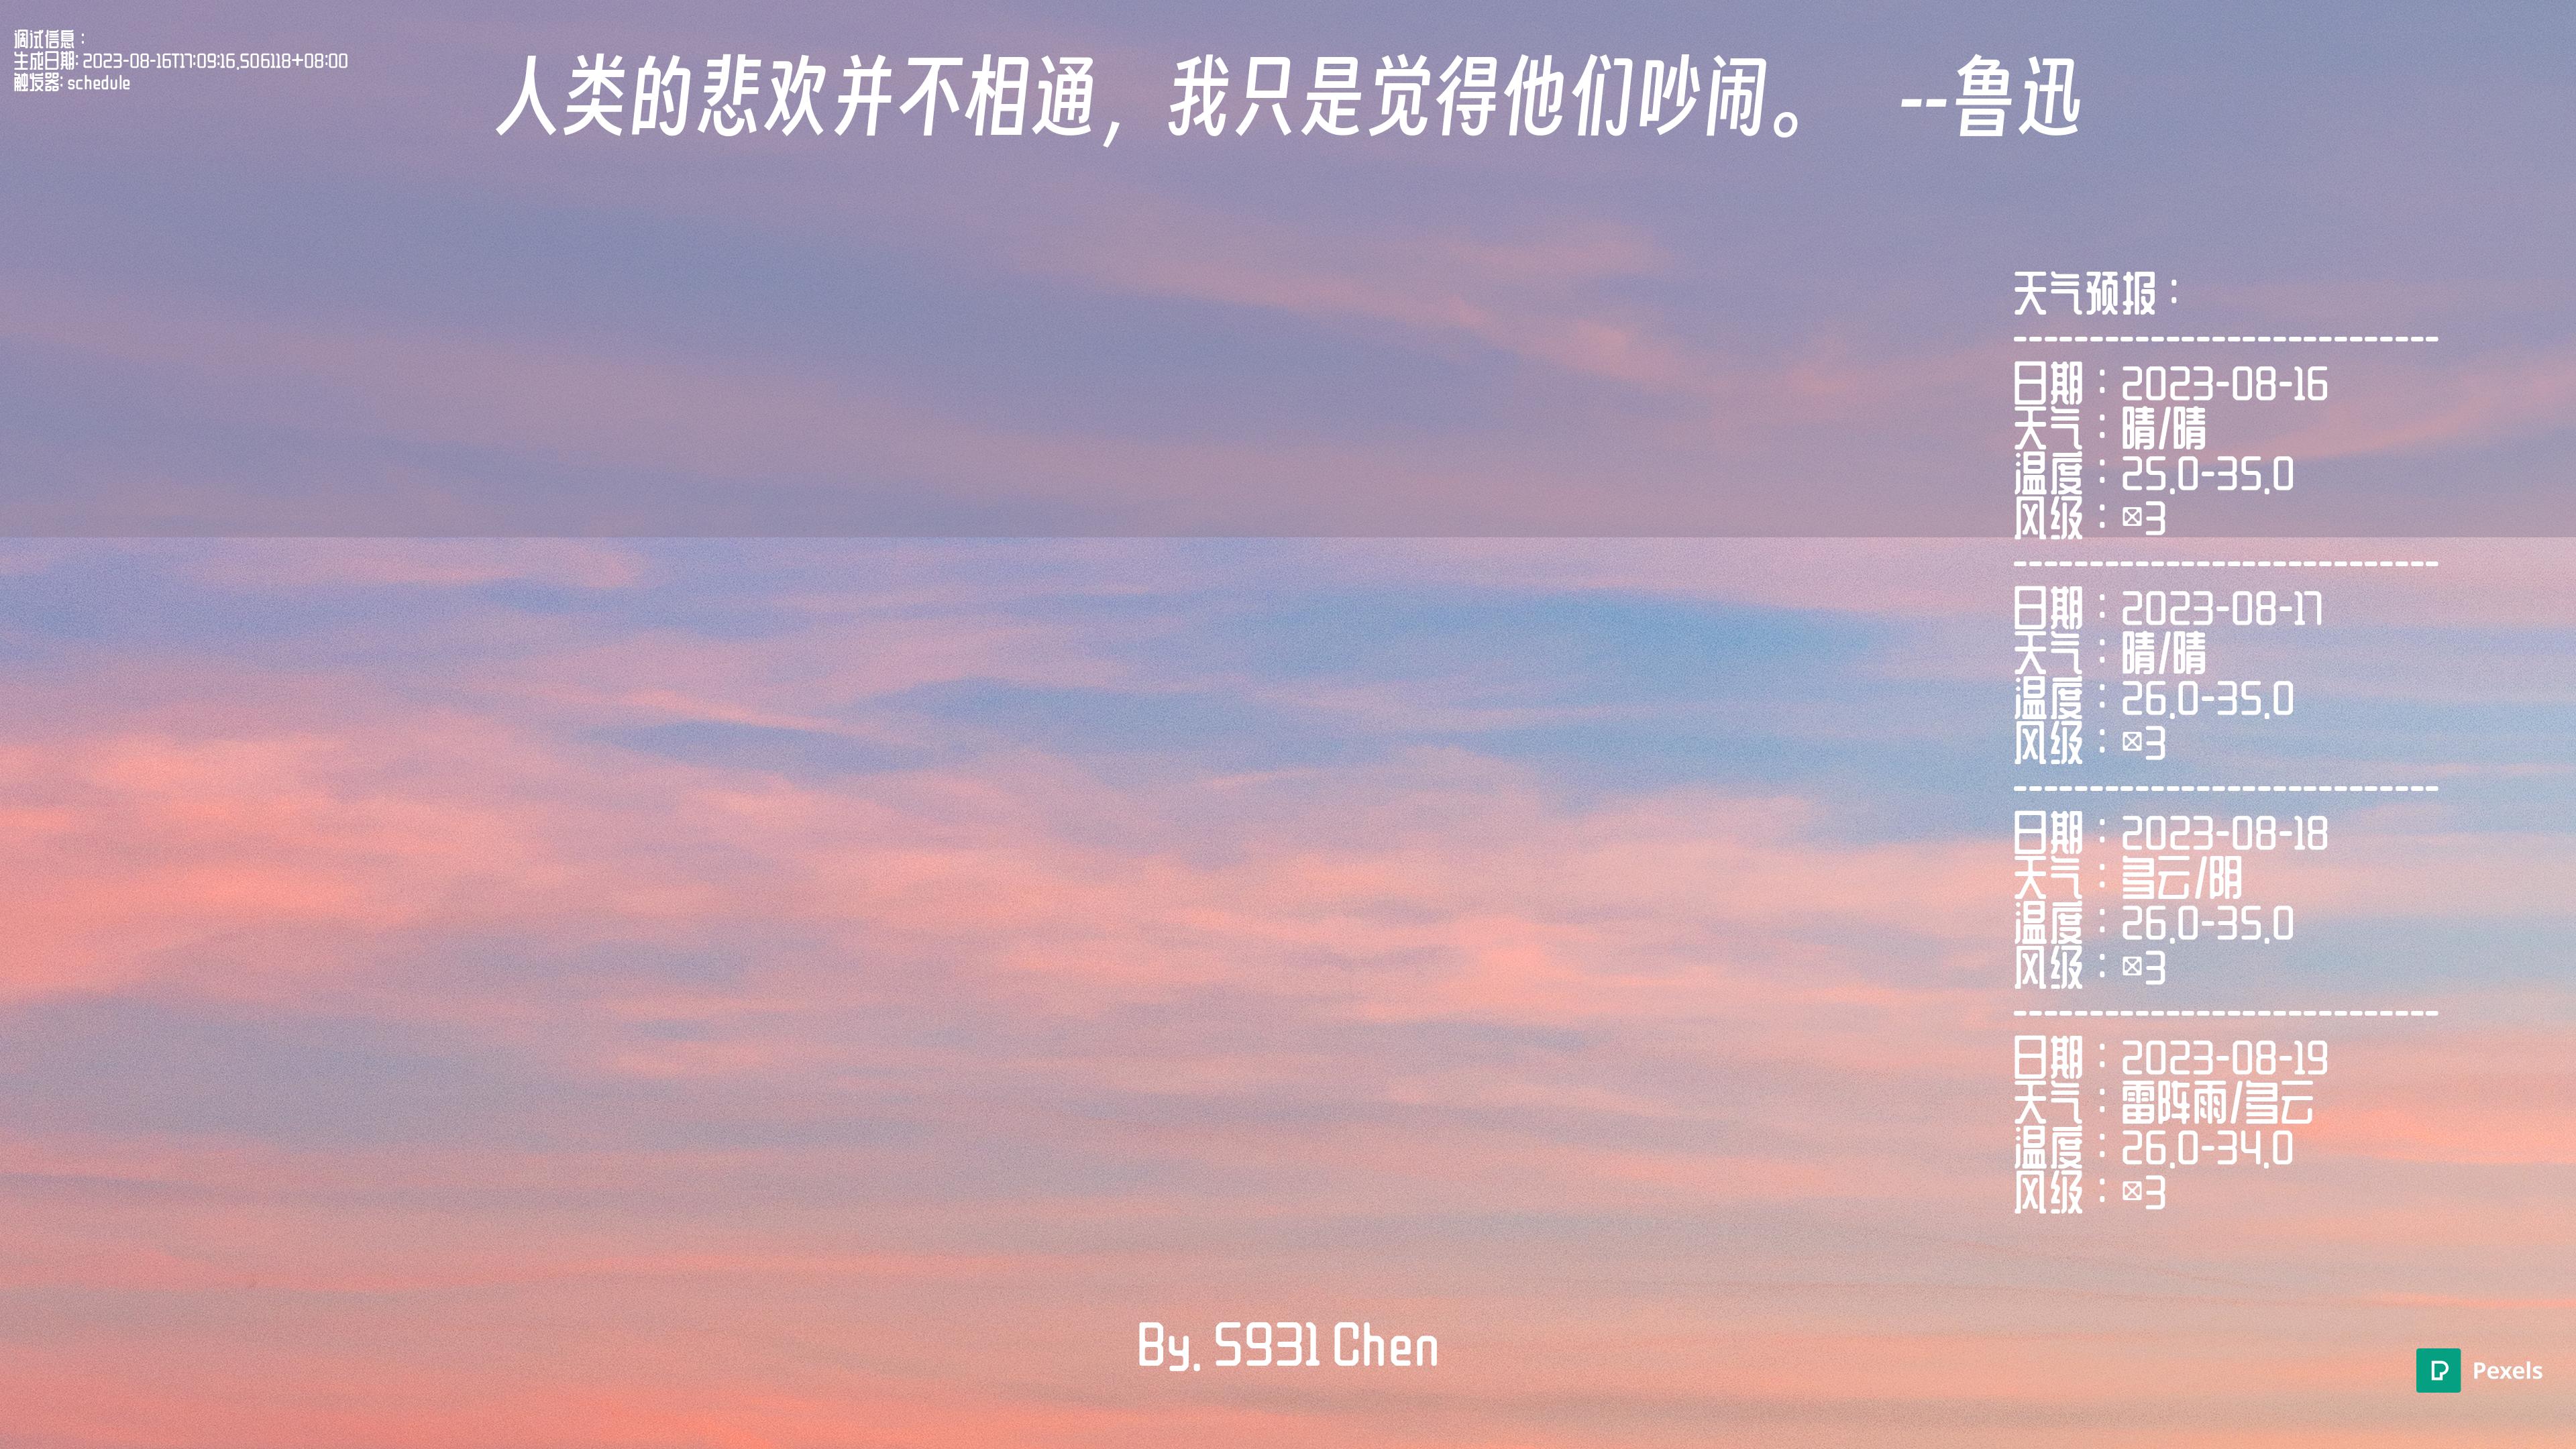 调试信息：
生成日期: 2023-08-16T17:09:16.506118+08:00
触发器: schedule
人类的悲欢并不相通，我只是觉得他们吵闹。 --鲁迅
天气预报：
----------------------------
日期：2023-08-16
天气：晴/晴
温度：25.0-35.0
风级：☒3
----------------------------
日期：2023-08-17
天气：晴/晴
温度：26.0-35.0
风级：☒3
----------------------------
日期：2023-08-18
天气：多云/阴
温度：26.0-35.0
风级：☒3
----------------------------
日期：2023-08-19
天气：雷阵雨/多云
温度：26.0-34.0
风级：☒3
By. S931 Chen
Pexels